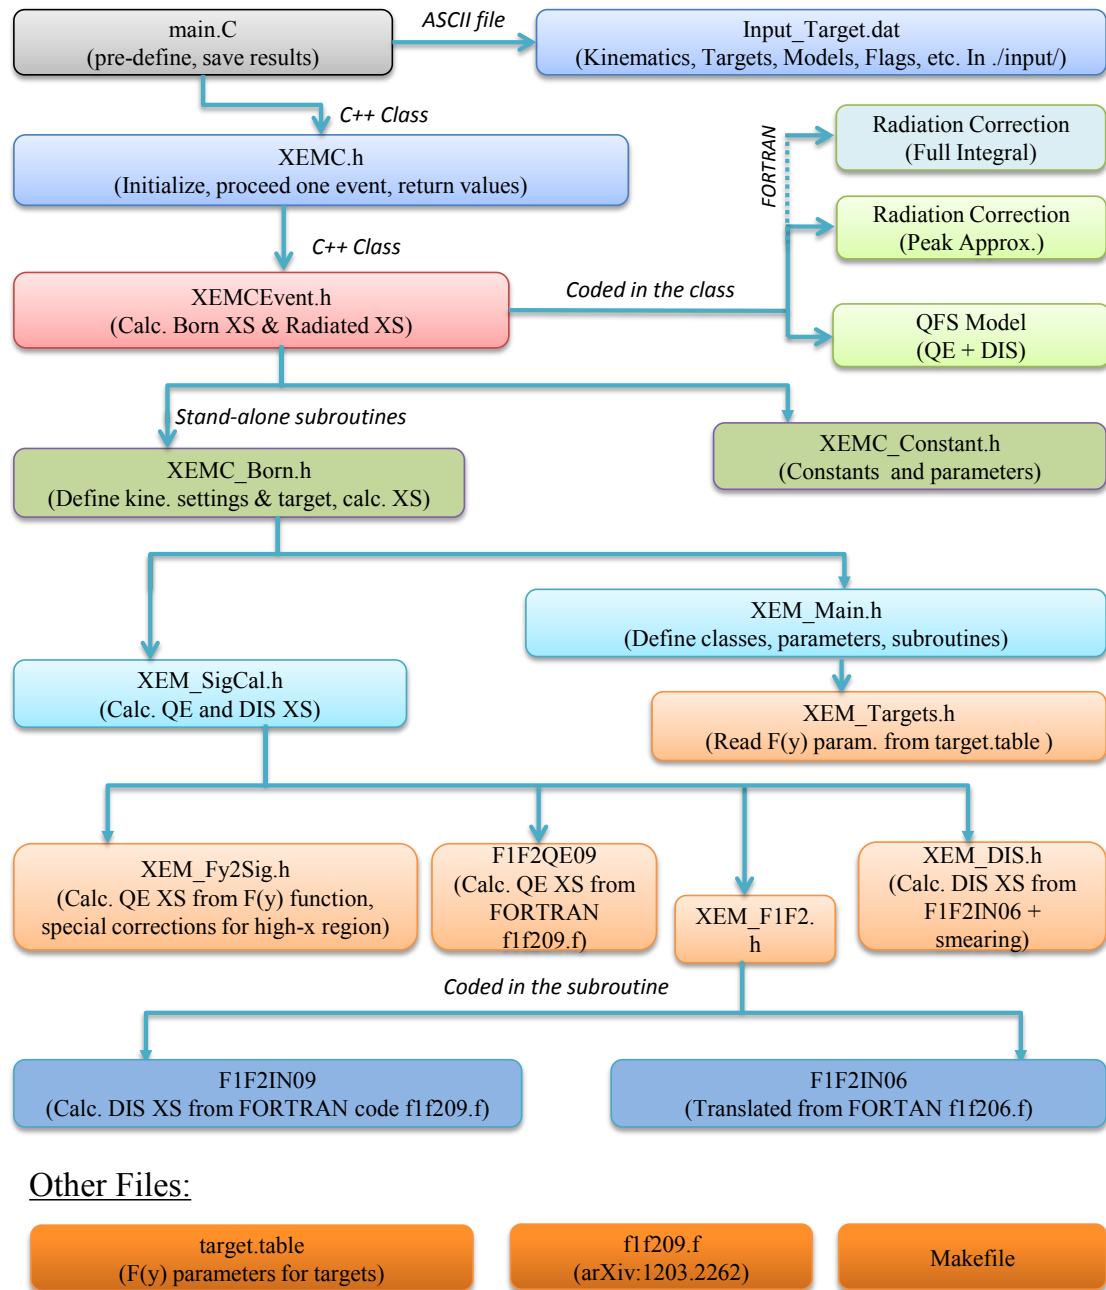 main.C
(pre-define, save results)
ASCII file
Input_Target.dat
(Kinematics, Targets, Models, Flags, etc. In ./input/)
C++ Class
XEMC.h
(Initialize, proceed one event, return values)
FORTRAN
Radiation Correction
(Full Integral)
Radiation Correction
(Peak Approx.)
C++ Class
XEMCEvent.h
(Calc. Born XS & Radiated XS)
Coded in the class
QFS Model
(QE + DIS)
Stand-alone subroutines
XEMC_Born.h
(Define kine. settings & target, calc. XS)
XEMC_Constant.h
(Constants and parameters)
XEM_Main.h
(Define classes, parameters, subroutines)
XEM_SigCal.h
(Calc. QE and DIS XS)
XEM_Targets.h
(Read F(y) param. from target.table )
XEM_Fy2Sig.h
(Calc. QE XS from F(y) function,
special corrections for high-x region)
F1F2QE09
(Calc. QE XS from
FORTRAN
f1f209.f)
XEM_F1F2.
h
XEM_DIS.h
(Calc. DIS XS from
F1F2IN06 +
smearing)
Coded in the subroutine
F1F2IN09
(Calc. DIS XS from FORTRAN code f1f209.f)
F1F2IN06
(Translated from FORTAN f1f206.f)
Other Files:
target.table
(F(y) parameters for targets)
f1f209.f
(arXiv:1203.2262)
Makefile